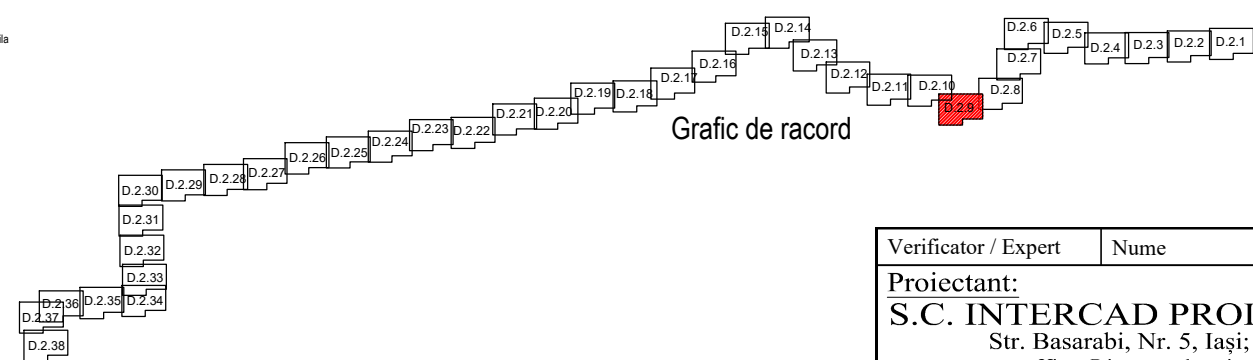 ila
D.2.15
D.2.14
D.2.6
D.2.5
D.2.4
D.2.3
D.2.2
D.2.1
D.2.13
D.2.7
D.2.16
D.2.12
D.2.17
D.2.11
D.2.10
D.2.8
D.2.19
D.2.18
D.2.9
D.2.21
D.2.20
Grafic de racord
D.2.23
D.2.22
D.2.24
D.2.25
D.2.26
D.2.27
D.2.28
D.2.29
D.2.30
D.2.31
D.2.32
D.2.33
D.2.34
D.2.35
D.2.36
D.2.37
D.2.38
Verificator / Expert Nume
Proiectant:
S.C. INTERCAD PROI
Str. Basarabi, Nr. 5, Iași;